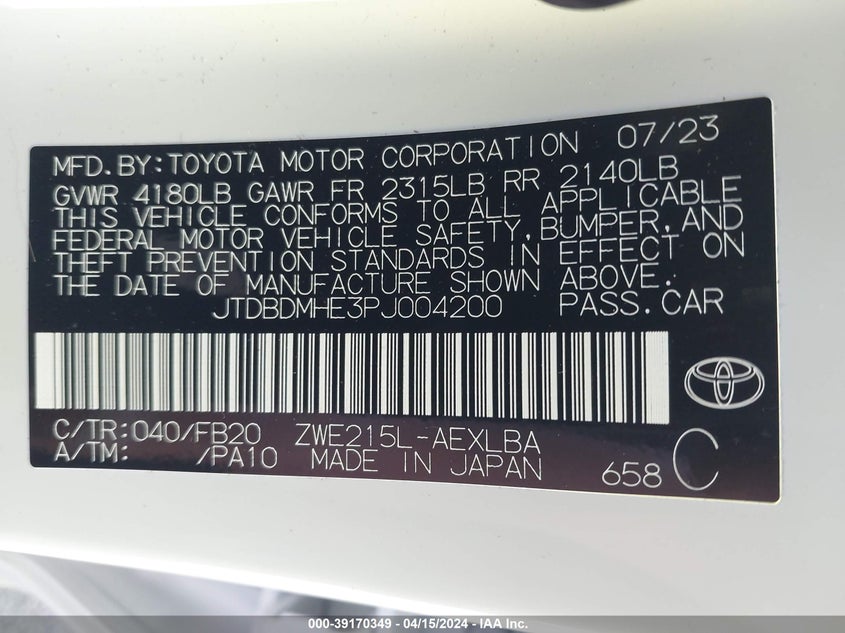 MFD.BY:TOYOTA MOTOR CORPORATION 07/23
GVWR 4180LB GAWR FR 2315LB RR 2140LB
THIS VEHICLE CONFORMS TO ALL APPLICABLE
FEDERAL MOTOR VEHICLE SAFETY,BUMPER,AND
THEFT PREVENTION STANDARDS IN EFFECT ON
THE DATE OF MANUFACTURE SHOWN ABOVE.
JTDBDMHE3PJ004200 PASS.CAR
C/TR:040/FB20 ZWE215L-AEXLBA
A/TM: /PA10 MADE IN JAPAN 658 C
000-39170349 - 04/15/2024 - IAA Inc.